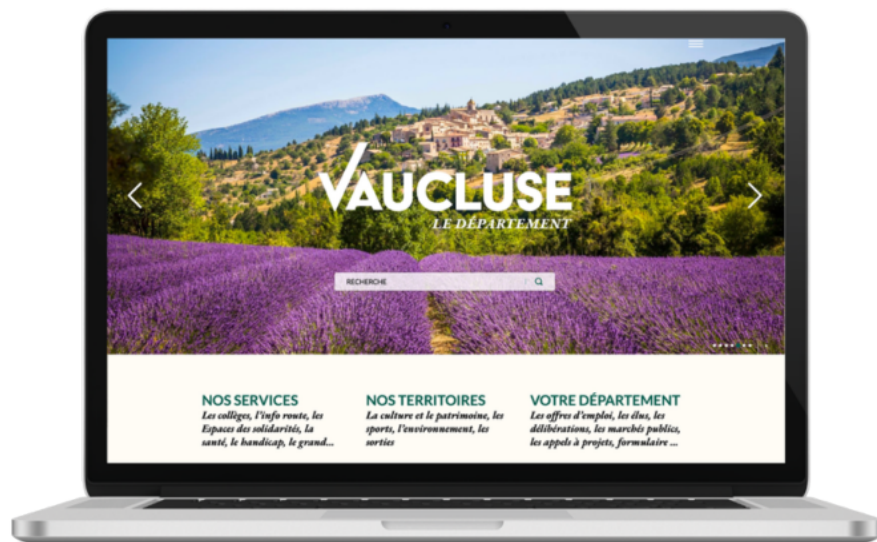 VAUCLUSE
LE DÉPARTEMENT
RECHERCHE
NOS SERVICES
Les collèges, l'info route, les
Espaces des solidarités, la
santé, le handicap, le grand...
NOS TERRITOIRES
La culture et le patrimoine, les
sports, l'environnement, les
sorties
VOTRE DÉPARTEMENT
Les offres d'emploi, les élus, les
délibérations, les marchés publics,
les appels à projets, formulaire ...